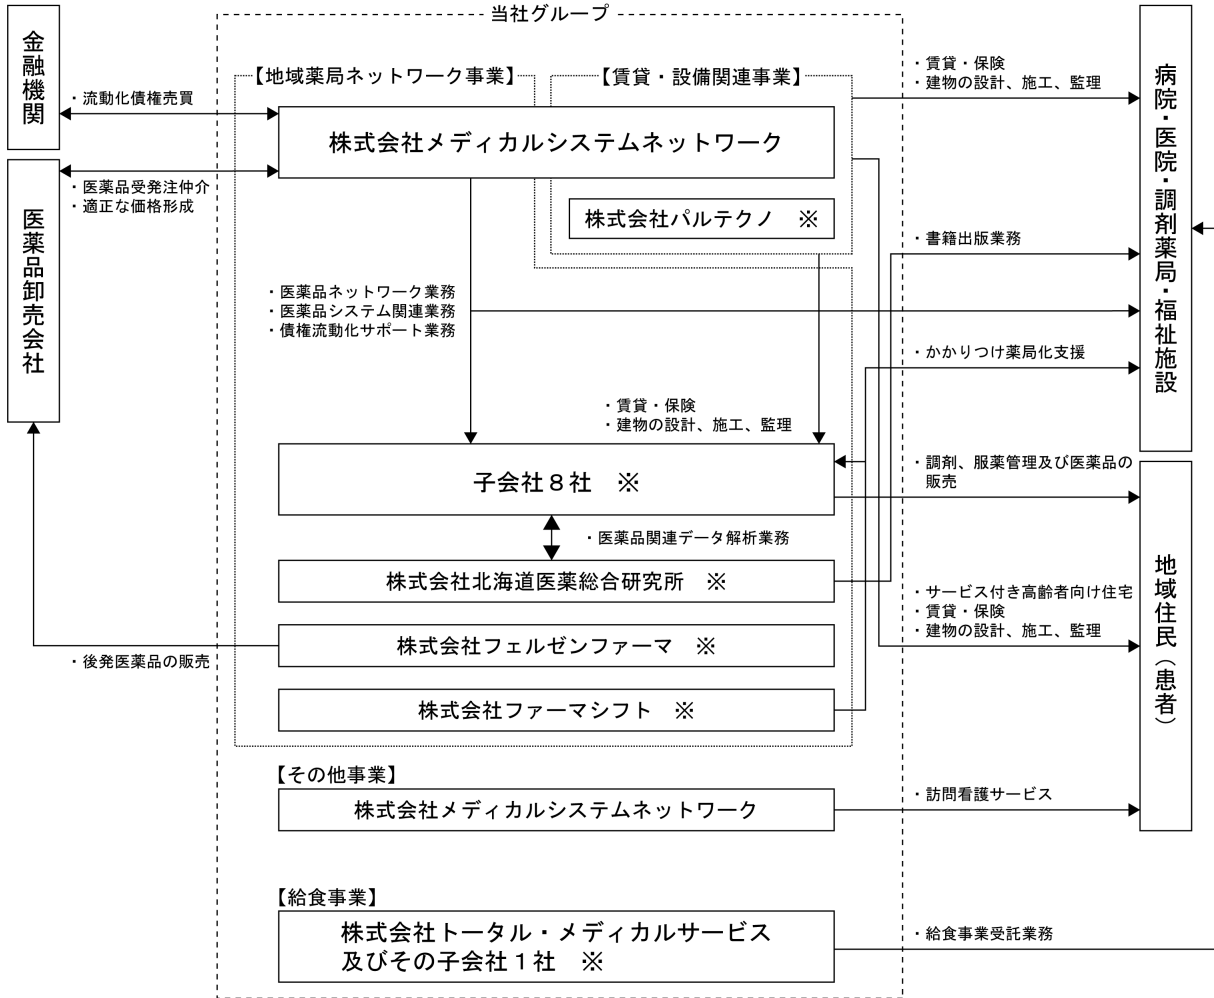 当社グループ
金融機関
・流動化債権売買
医薬品卸売会社
・医薬品受発注仲介
・適正な価格形成
【地域薬局ネットワーク事業】
【賃貸・設備関連事業】
株式会社メディカルシステムネットワーク
株式会社パルテクノ　※
・賃貸・保険
・建物の設計、施工、監理
病院・医院・調剤薬局・福祉施設
・書籍出版業務
・医薬品ネットワーク業務
・医薬品システム関連業務
・債権流動化サポート業務
・かかりつけ薬局化支援
・賃貸・保険
・建物の設計、施工、監理
子会社８社　※
・調剤、服薬管理及び医薬品の
販売
・医薬品関連データ解析業務
株式会社北海道医薬総合研究所　※
地域住民（患者）
・サービス付き高齢者向け住宅
・賃貸・保険
・建物の設計、施工、監理
株式会社フェルゼンファーマ　※
・後発医薬品の販売
株式会社ファーマシフト　※
【その他事業】
株式会社メディカルシステムネットワーク
・訪問看護サービス
【給食事業】
株式会社トータル・メディカルサービス
及びその子会社１社　※
・給食事業受託業務